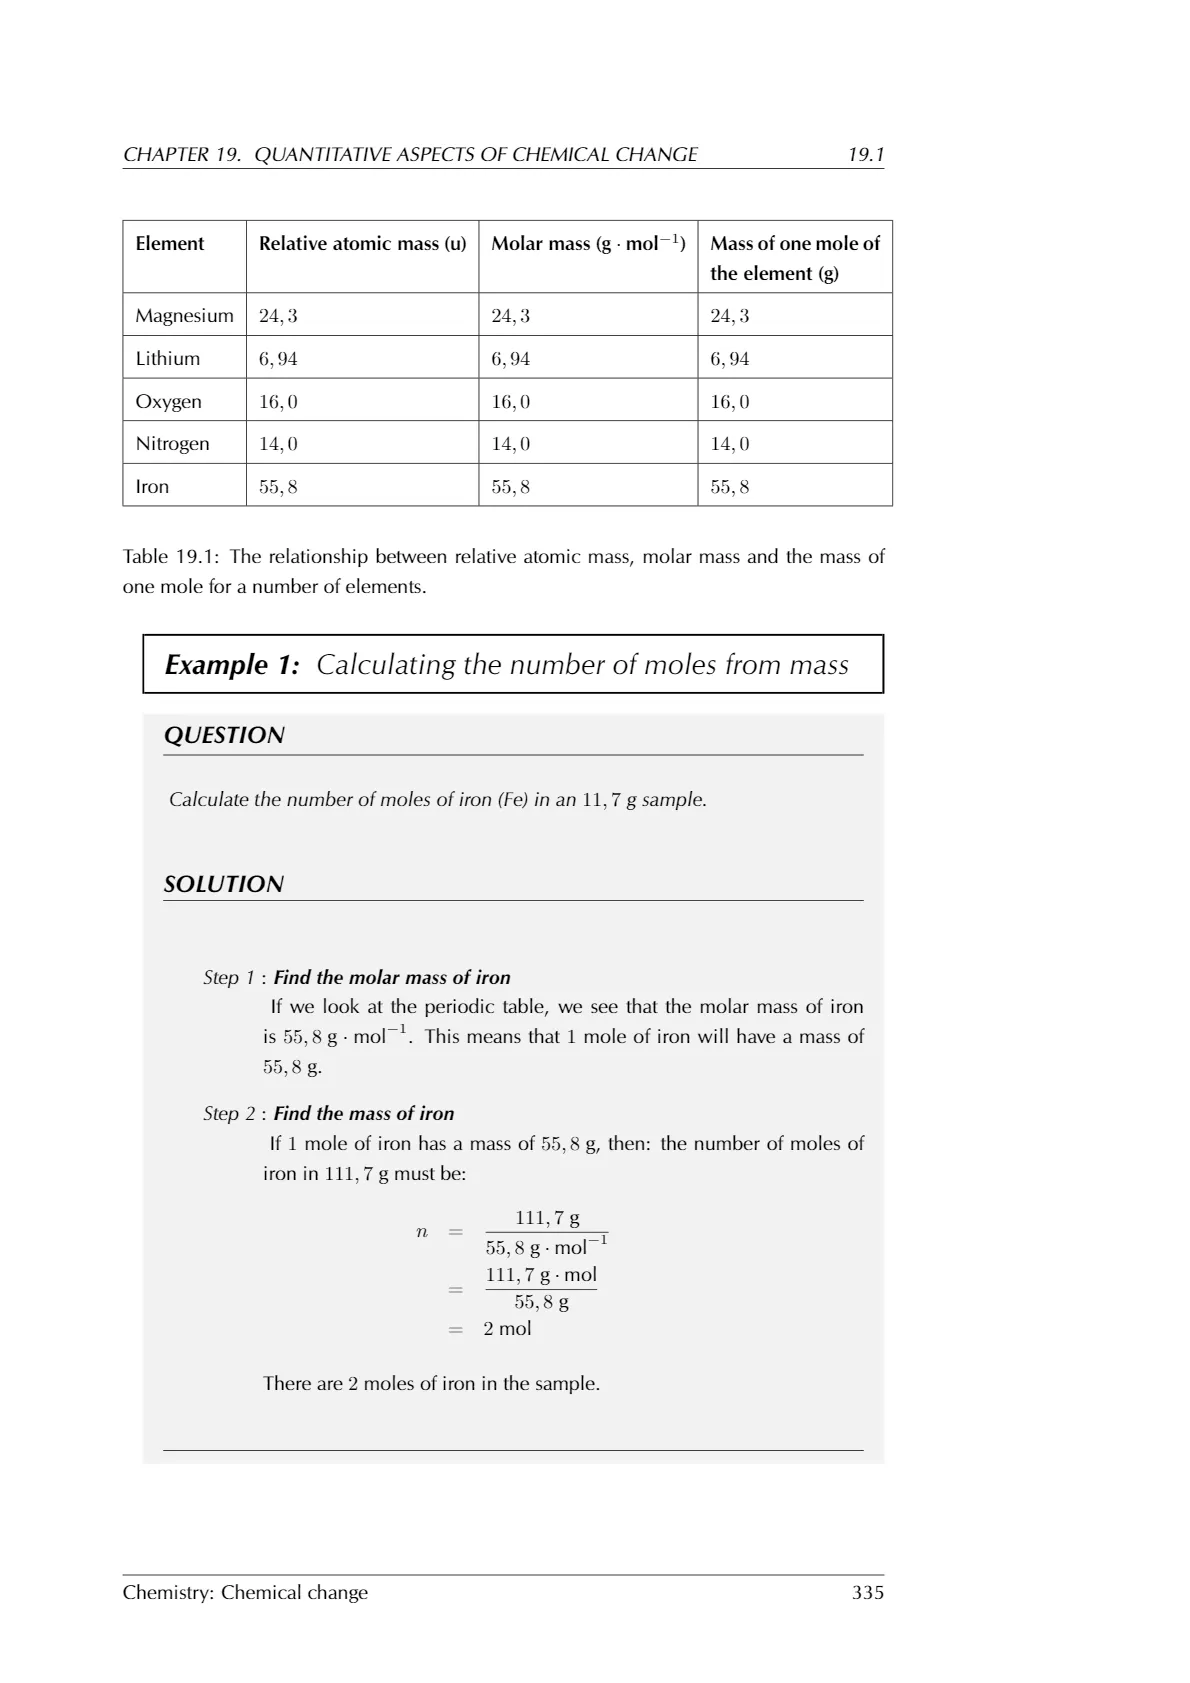 CHAPTER 19. QUANTITATIVE ASPECTS OF CHEMICAL CHANGE 19.1
Element Relative atomic mass (u) Molar mass (g · mol⁻¹) Mass of one mole of
the element (g)
Magnesium 24, 3 24, 3 24, 3
Lithium 6, 94 6, 94 6, 94
Oxygen 16, 0 16, 0 16, 0
Nitrogen 14, 0 14, 0 14, 0
Iron 55, 8 55, 8 55, 8
Table 19.1: The relationship between relative atomic mass, molar mass and the mass of
one mole for a number of elements.
Example 1: Calculating the number of moles from mass
QUESTION
Calculate the number of moles of iron (Fe) in an 11, 7 g sample.
SOLUTION
Step 1 : Find the molar mass of iron
If we look at the periodic table, we see that the molar mass of iron
is 55, 8 g · mol⁻¹. This means that 1 mole of iron will have a mass of
55, 8 g.
Step 2 : Find the mass of iron
If 1 mole of iron has a mass of 55, 8 g, then: the number of moles of
iron in 111, 7 g must be:
111, 7 g
n =
55, 8 g · mol⁻¹
111, 7 g · mol
=
55, 8 g
= 2 mol
There are 2 moles of iron in the sample.
Chemistry: Chemical change 335